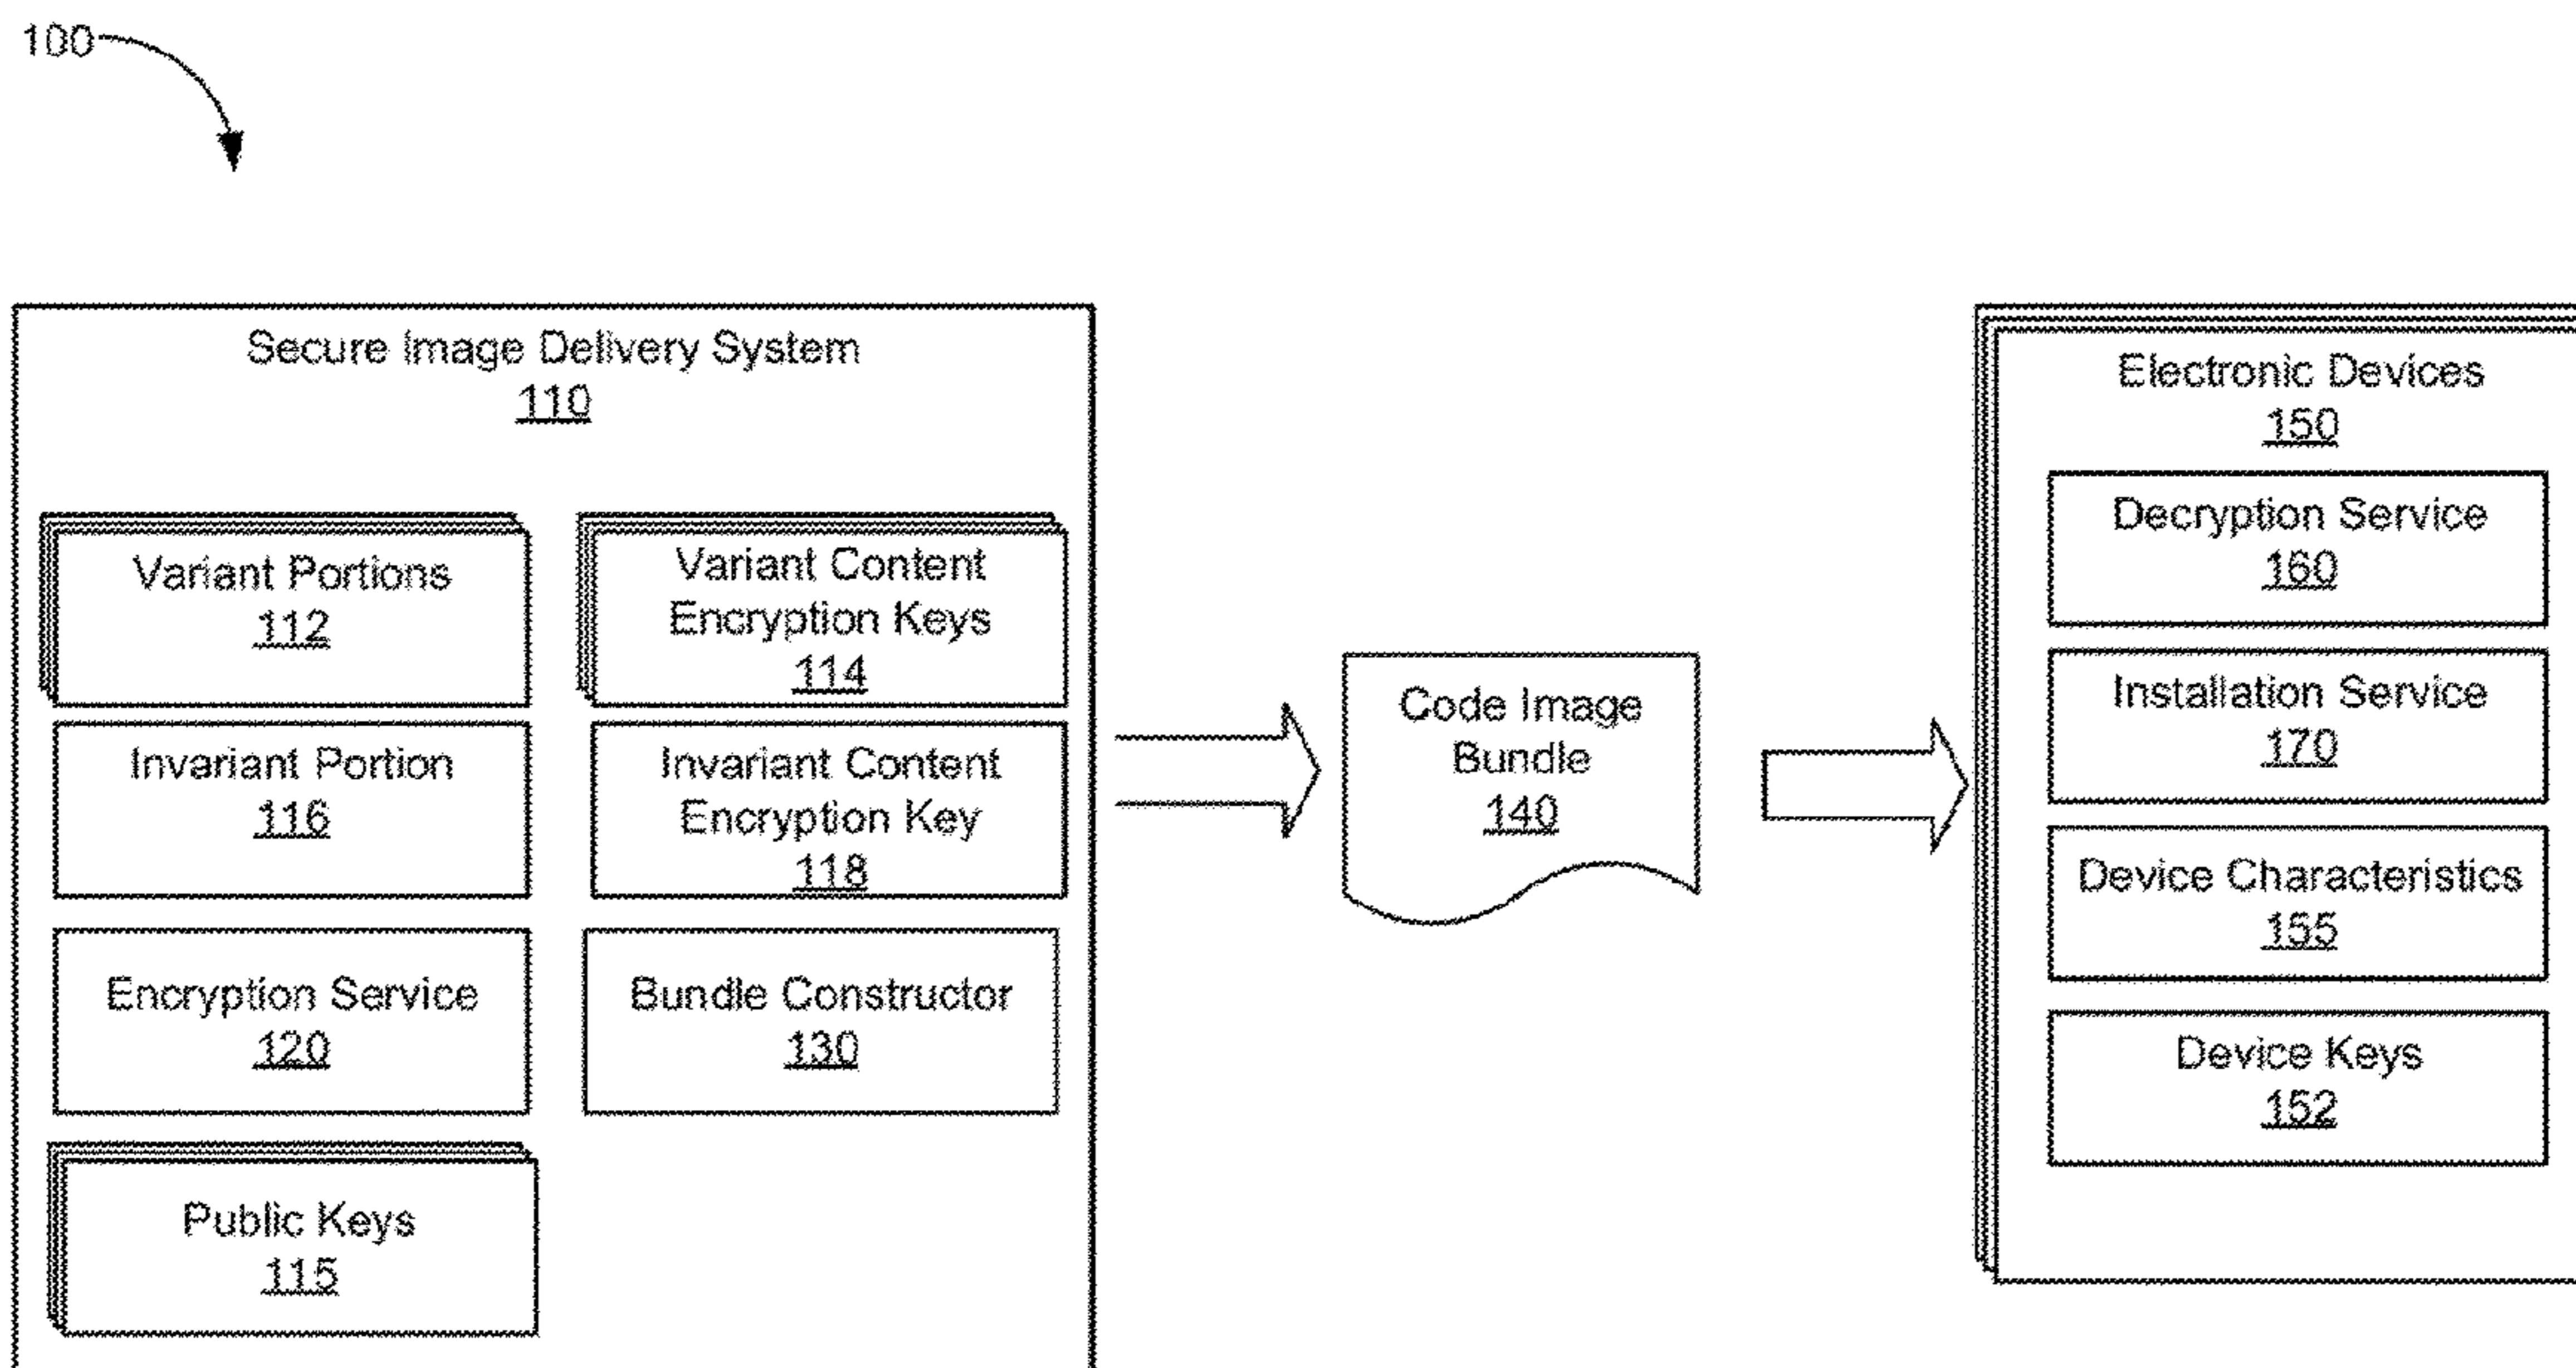 100
Secure Image Delivery System
110
Variant Portions
112
Variant Content
Encryption Keys
114
Invariant Portion
116
Invariant Content
Encryption Key
118
Encryption Service
120
Bundle Constructor
130
Public Keys
115
Code Image
Bundle
140
Electronic Devices
150
Decryption Service
160
Installation Service
170
Device Characteristics
155
Device Keys
152